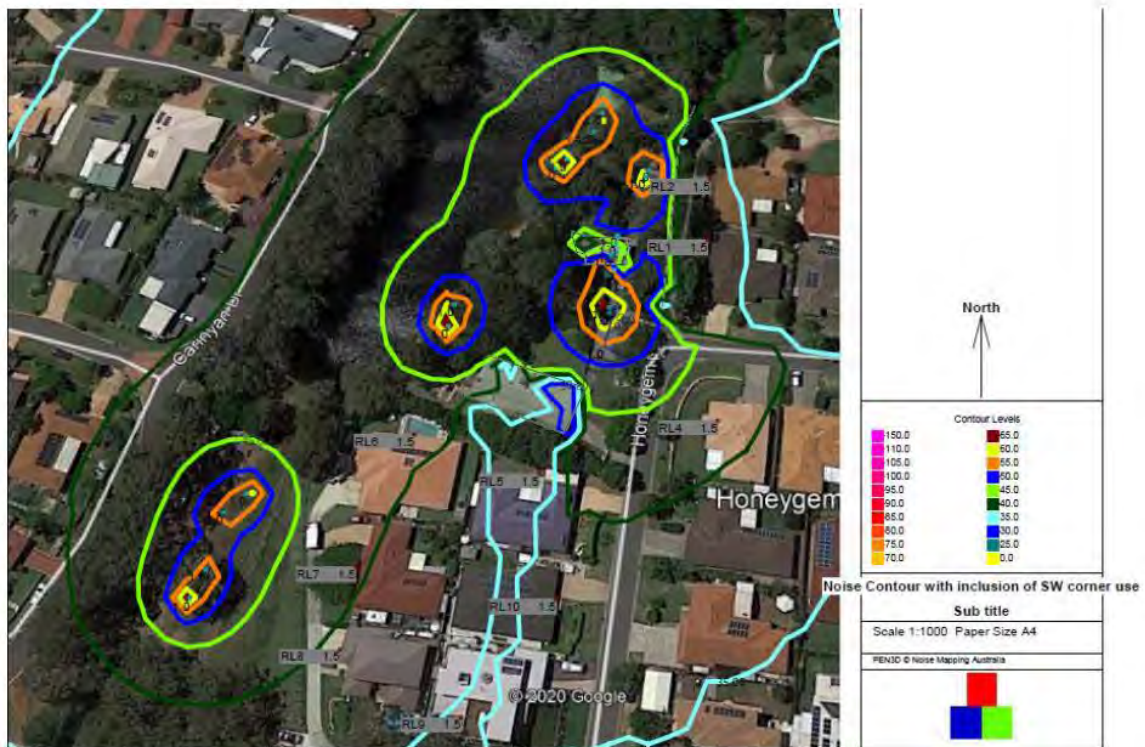 RL2 1.5
RL1 1.5
RL4 1.5
RL6 1.5
RL5 1.5
RL7 1.5
RL10 1.5
RL8 1.5
RL9 1.5
Honeygem
Honeygem
© 2020 Google
North
Contour Levels
150.0 65.0
110.0 60.0
105.0 55.0
100.0 50.0
95.0 45.0
90.0 40.0
85.0 35.0
80.0 30.0
75.0 25.0
70.0 0.0
Noise Contour with inclusion of SW corner use
Sub title
Scale 1:1000 Paper Size A4
PEN3D © Noise Mapping Australia